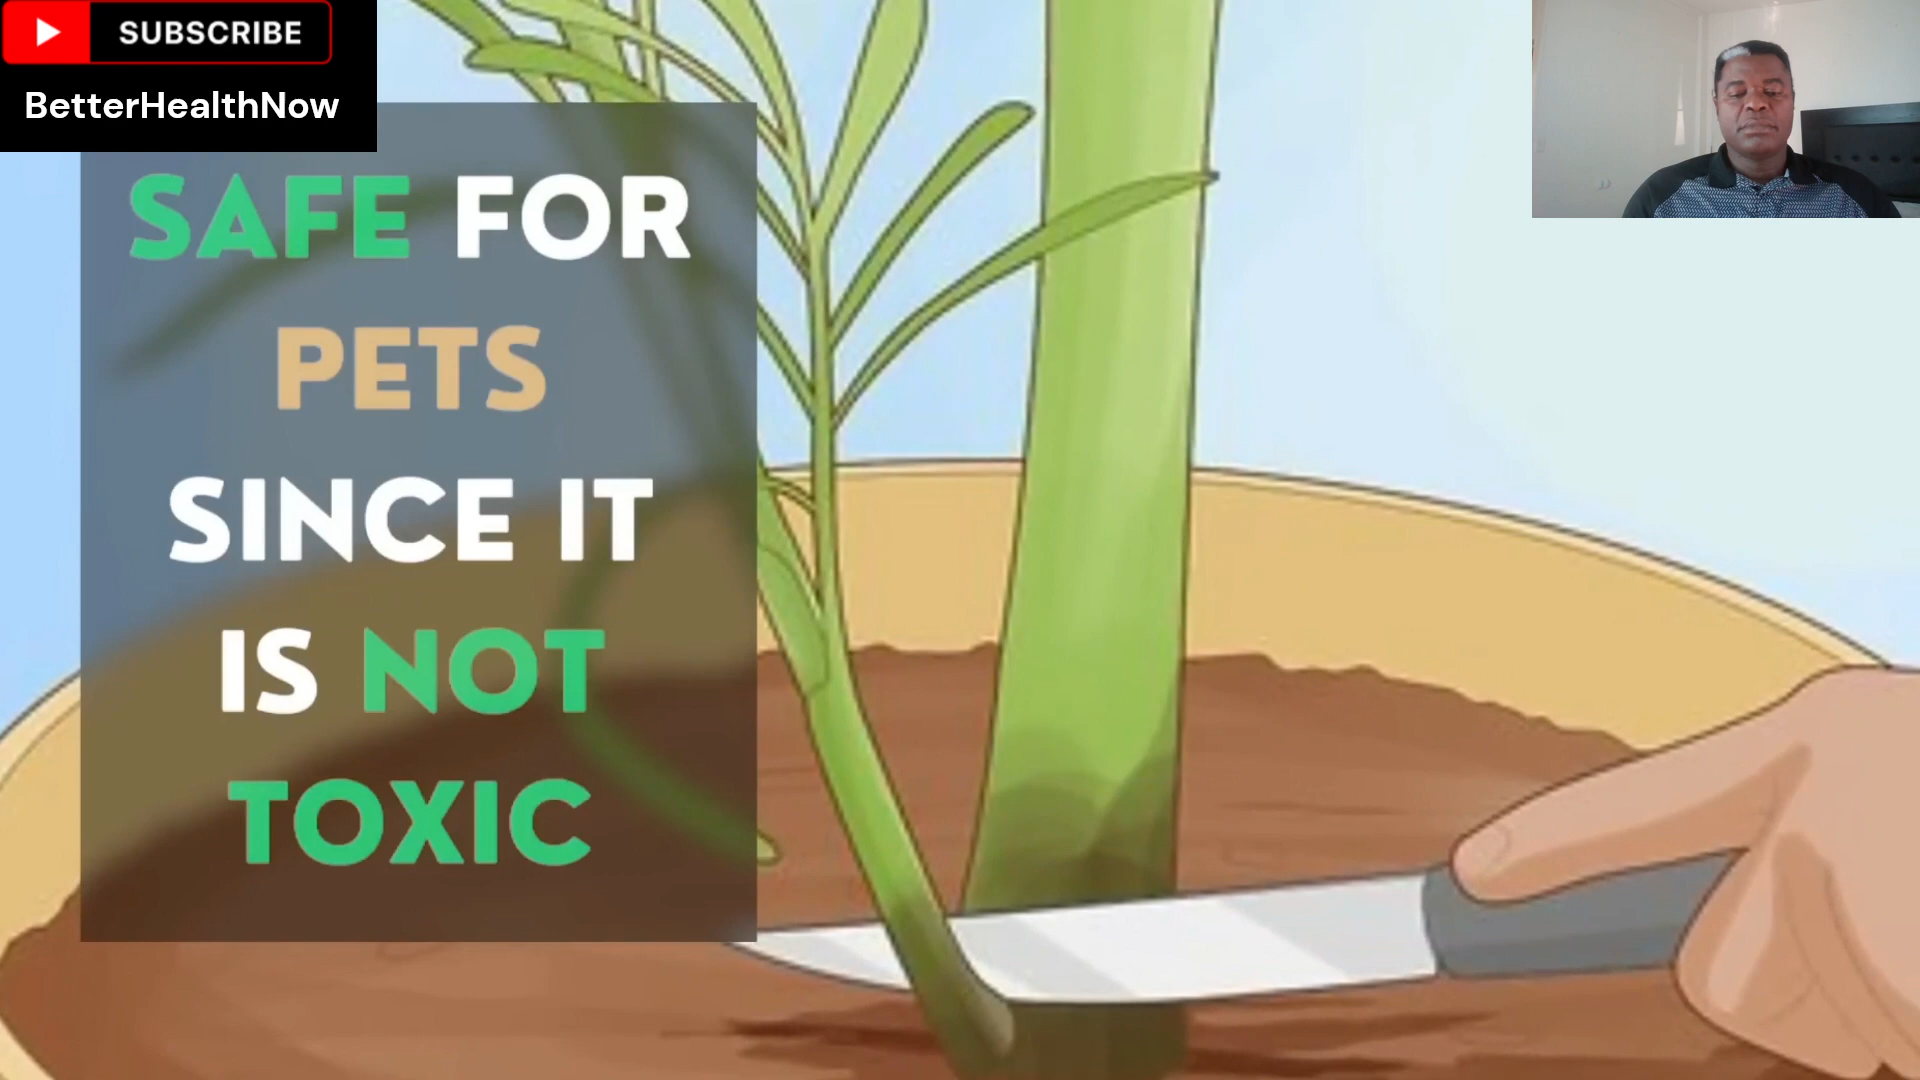 SUBSCRIBE
BetterHealthNow
SAFE FOR
PETS
SINCE IT
IS NOT
TOXIC